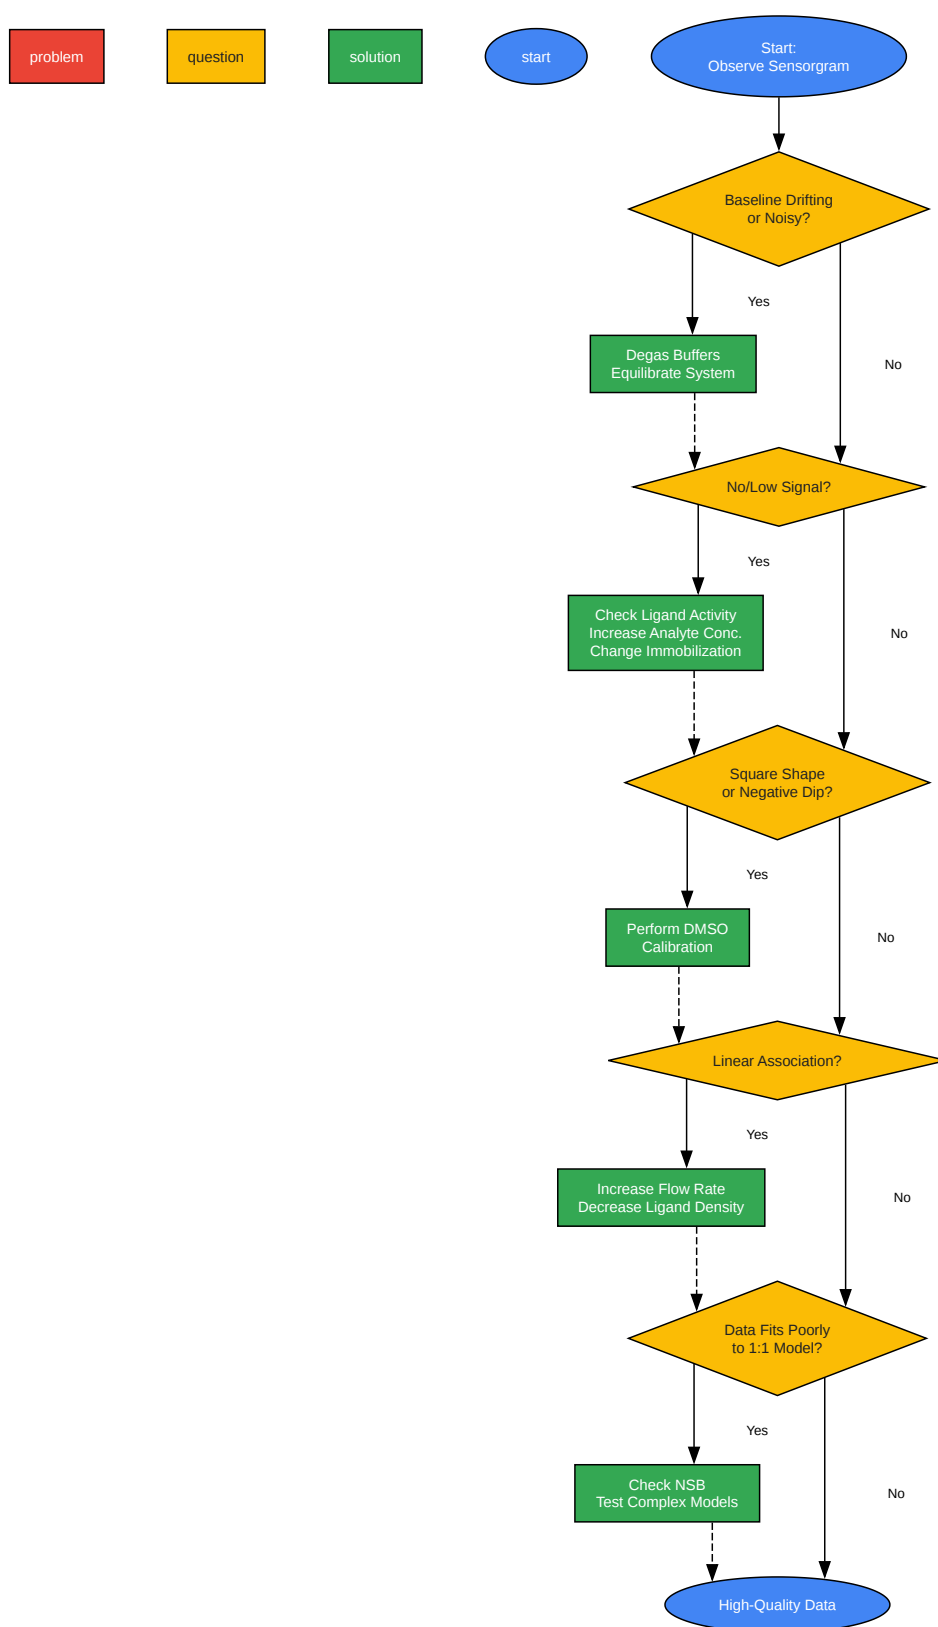 problem
question
solution
start
Start:
Observe Sensorgram
Baseline Drifting
or Noisy?
Yes
No
Degas Buffers
Equilibrate System
No/Low Signal?
Yes
No
Check Ligand Activity
Increase Analyte Conc.
Change Immobilization
Square Shape
or Negative Dip?
Yes
No
Perform DMSO
Calibration
Linear Association?
Yes
No
Increase Flow Rate
Decrease Ligand Density
Data Fits Poorly
to 1:1 Model?
Yes
No
Check NSB
Test Complex Models
High-Quality Data